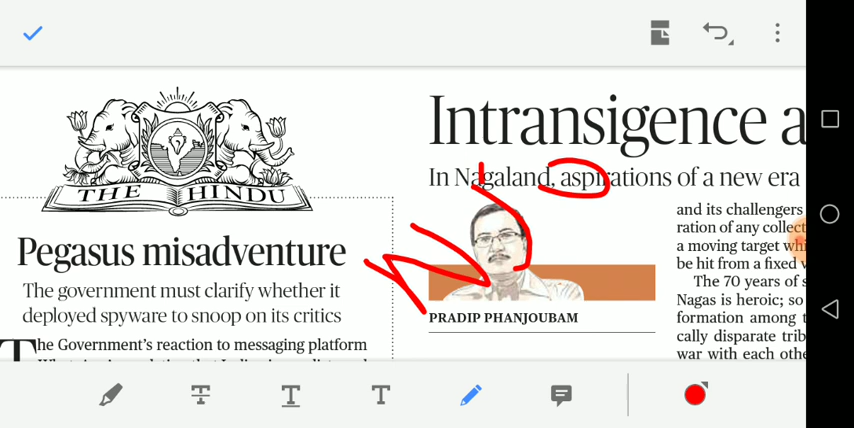 THE HINDU
Pegasus misadventure
The government must clarify whether it
deployed spyware to snoop on its critics
The Government's reaction to messaging platform
Intransigence a
In Nagaland, aspirations of a new era
PRADIP PHANJOUBAM
and its challengers
ration of any collect
a moving target whi
be hit from a fixed
The 70 years of s
Nagas is heroic; so
formation among t
cally disparate trib
war with each othe